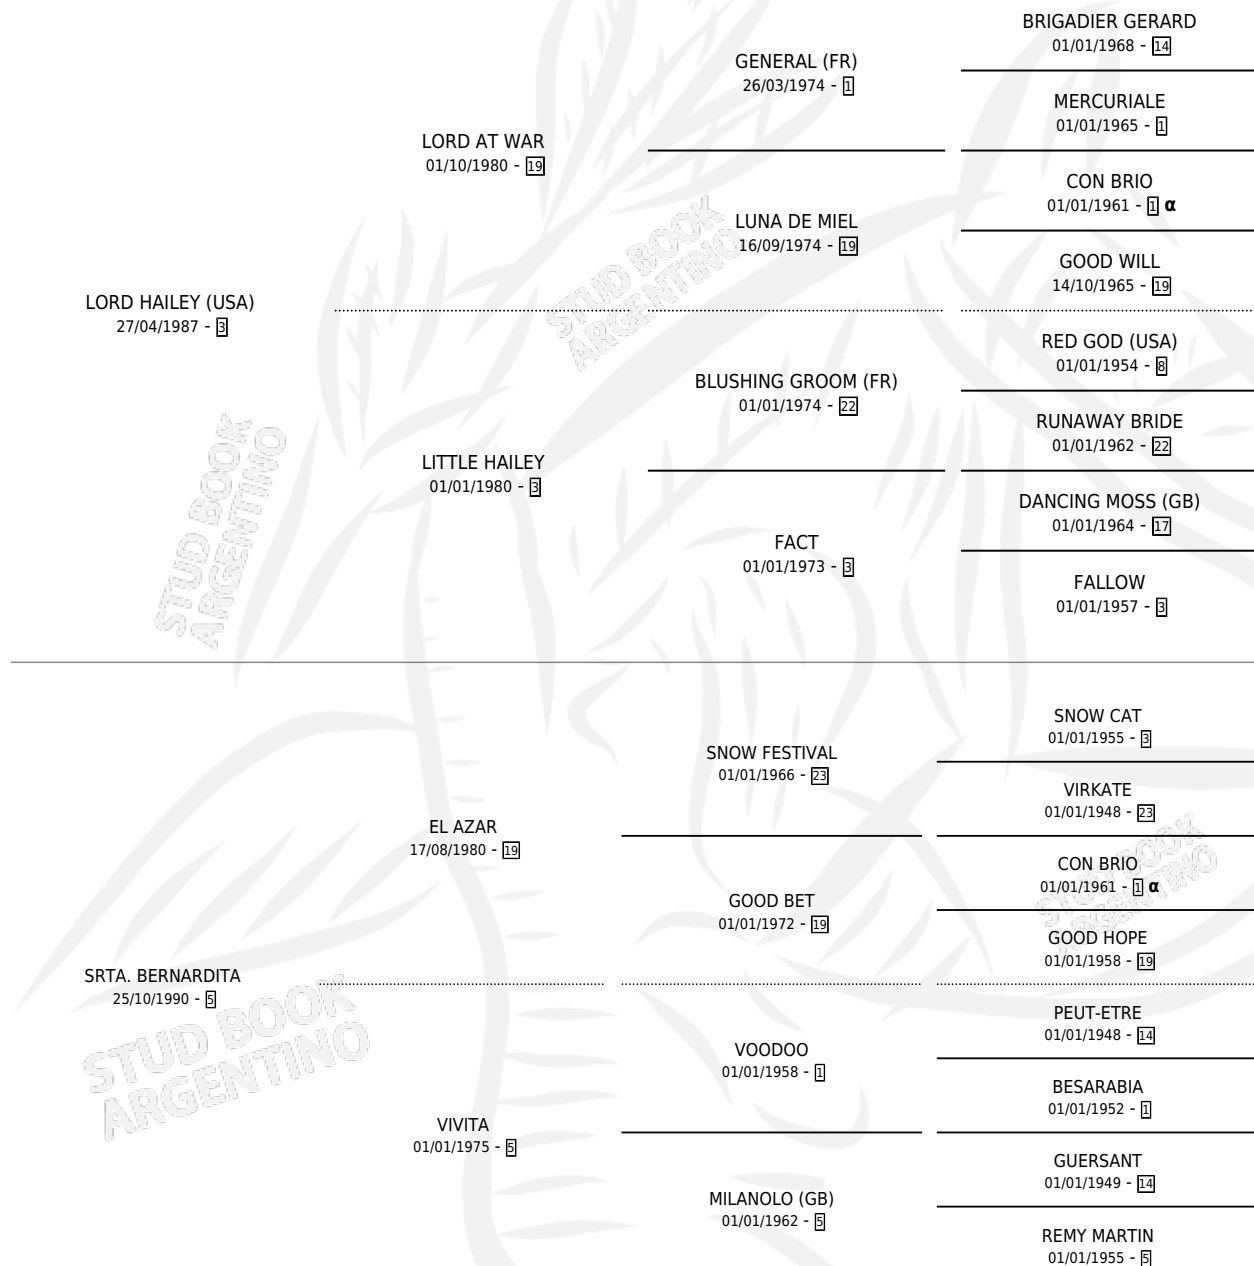 BRIGADIER GERARD
01/01/1968 - 14
GENERAL (FR)
26/03/1974 - 1
MERCURIALE
01/01/1965 - 1
LORD AT WAR
01/10/1980 - 19
CON BRIO
01/01/1961 - 1 α
LUNA DE MIEL
16/09/1974 - 19
GOOD WILL
14/10/1965 - 19
LORD HAILEY (USA)
27/04/1987 - 3
RED GOD (USA)
01/01/1954 - 8
BLUSHING GROOM (FR)
01/01/1974 - 22
RUNAWAY BRIDE
01/01/1962 - 22
LITTLE HAILEY
01/01/1980 - 3
DANCING MOSS (GB)
01/01/1964 - 17
FACT
01/01/1973 - 3
FALLOW
01/01/1957 - 3
SNOW CAT
01/01/1955 - 3
SNOW FESTIVAL
01/01/1966 - 23
VIRKATE
01/01/1948 - 23
EL AZAR
17/08/1980 - 19
CON BRIO
01/01/1961 - 1 α
GOOD BET
01/01/1972 - 19
GOOD HOPE
01/01/1958 - 19
SRTA. BERNARDITA
25/10/1990 - 5
PEUT-ETRE
01/01/1948 - 14
VOODOO
01/01/1958 - 1
BESARABIA
01/01/1952 - 1
VIVITA
01/01/1975 - 5
GUERSANT
01/01/1949 - 14
MILANOLO (GB)
01/01/1962 - 5
REMY MARTIN
01/01/1955 - 5
STUD BOOK
ARGENTINO
STUD BOOK
ARGENTINO
STUD BOOK
ARGENTINO
STUD BOOK
ARGENTINO